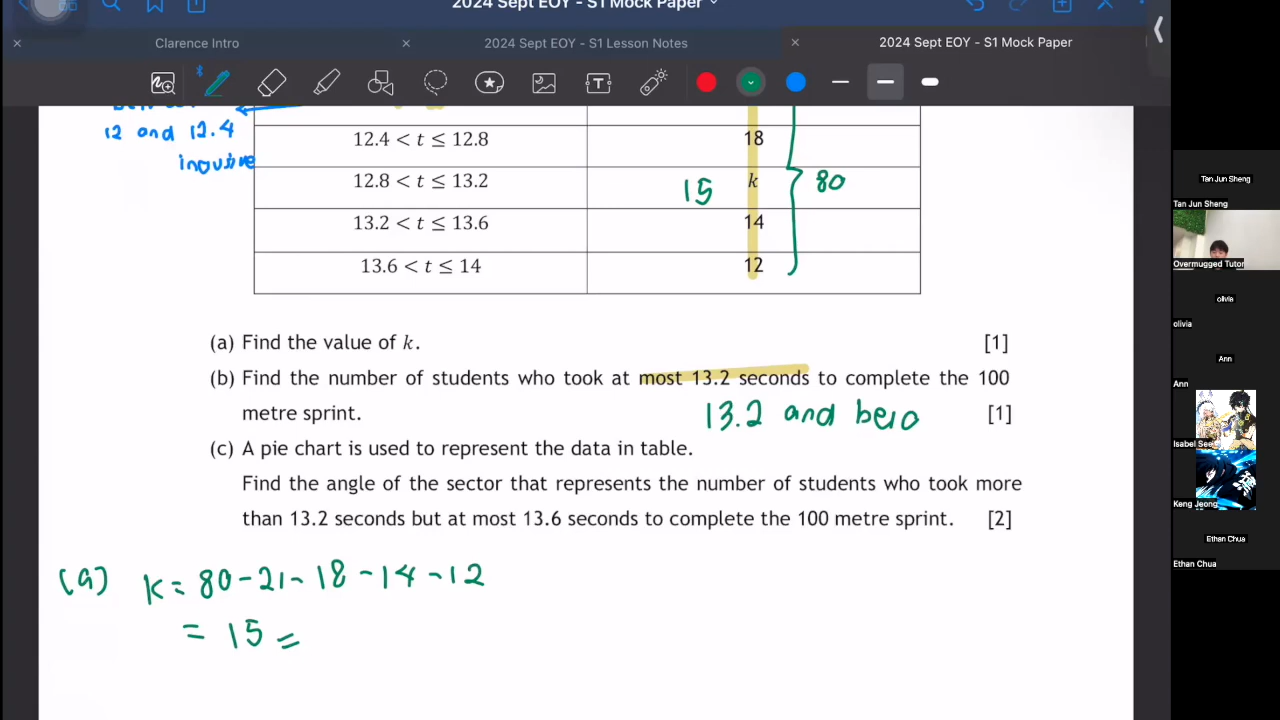 2024 Sept EOY - S1 Mock Paper
Clarence Intro
2024 Sept EOY - S1 Lesson Notes
2024 Sept EOY - S1 Mock Paper
12 and 12.4
inclusive
12.4 < t ≤ 12.8 18
12.8 < t ≤ 13.2 15 k 80
13.2 < t ≤ 13.6 14
13.6 < t ≤ 14 12
(a) Find the value of k. [1]
(b) Find the number of students who took at most 13.2 seconds to complete the 100
metre sprint. [1]
13.2 and belo
(c) A pie chart is used to represent the data in table.
Find the angle of the sector that represents the number of students who took more
than 13.2 seconds but at most 13.6 seconds to complete the 100 metre sprint. [2]
(a) k = 80 - 21 - 18 - 14 - 12
= 15 =
Tan Jun Sheng
Tan Jun Sheng
Overmugged Tutor
olivia
olivia
Ann
Ann
Isabel See
Keng Jeong
Ethan Chua
Ethan Chua